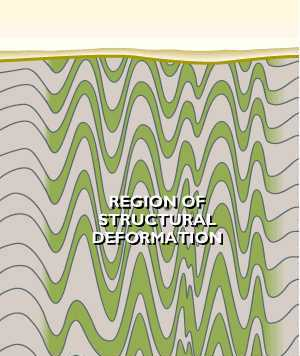 REGION OF
STRUCTURAL
DEFORMATION